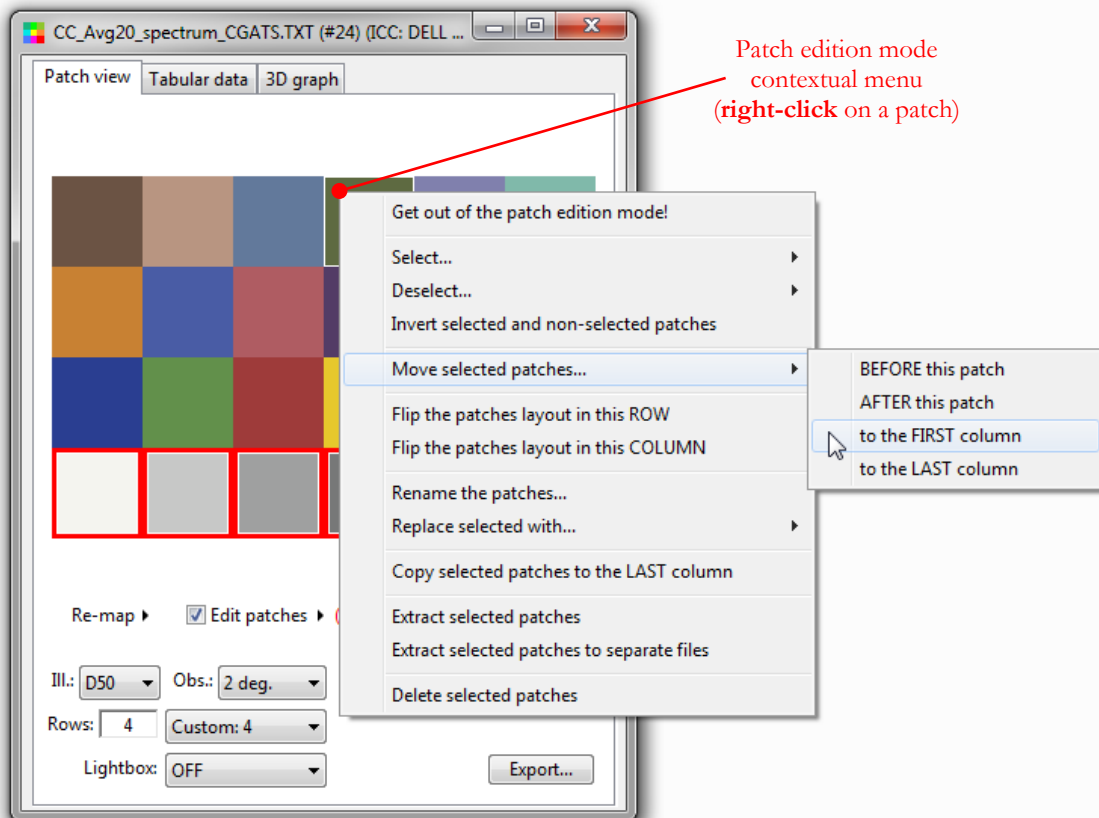 CC_Avg20_spectrum_CGATS.TXT (#24) (ICC: DELL ...
Patch view
Tabular data
3D graph
Patch edition mode
contextual menu
(right-click on a patch)
Get out of the patch edition mode!
Select...
Deselect...
Invert selected and non-selected patches
Move selected patches...
BEFORE this patch
AFTER this patch
to the FIRST column
to the LAST column
Flip the patches layout in this ROW
Flip the patches layout in this COLUMN
Rename the patches...
Replace selected with...
Copy selected patches to the LAST column
Extract selected patches
Extract selected patches to separate files
Delete selected patches
Re-map
Edit patches
(
Ill.: D50
Obs.: 2 deg.
Rows: 4
Custom: 4
Lightbox: OFF
Export...